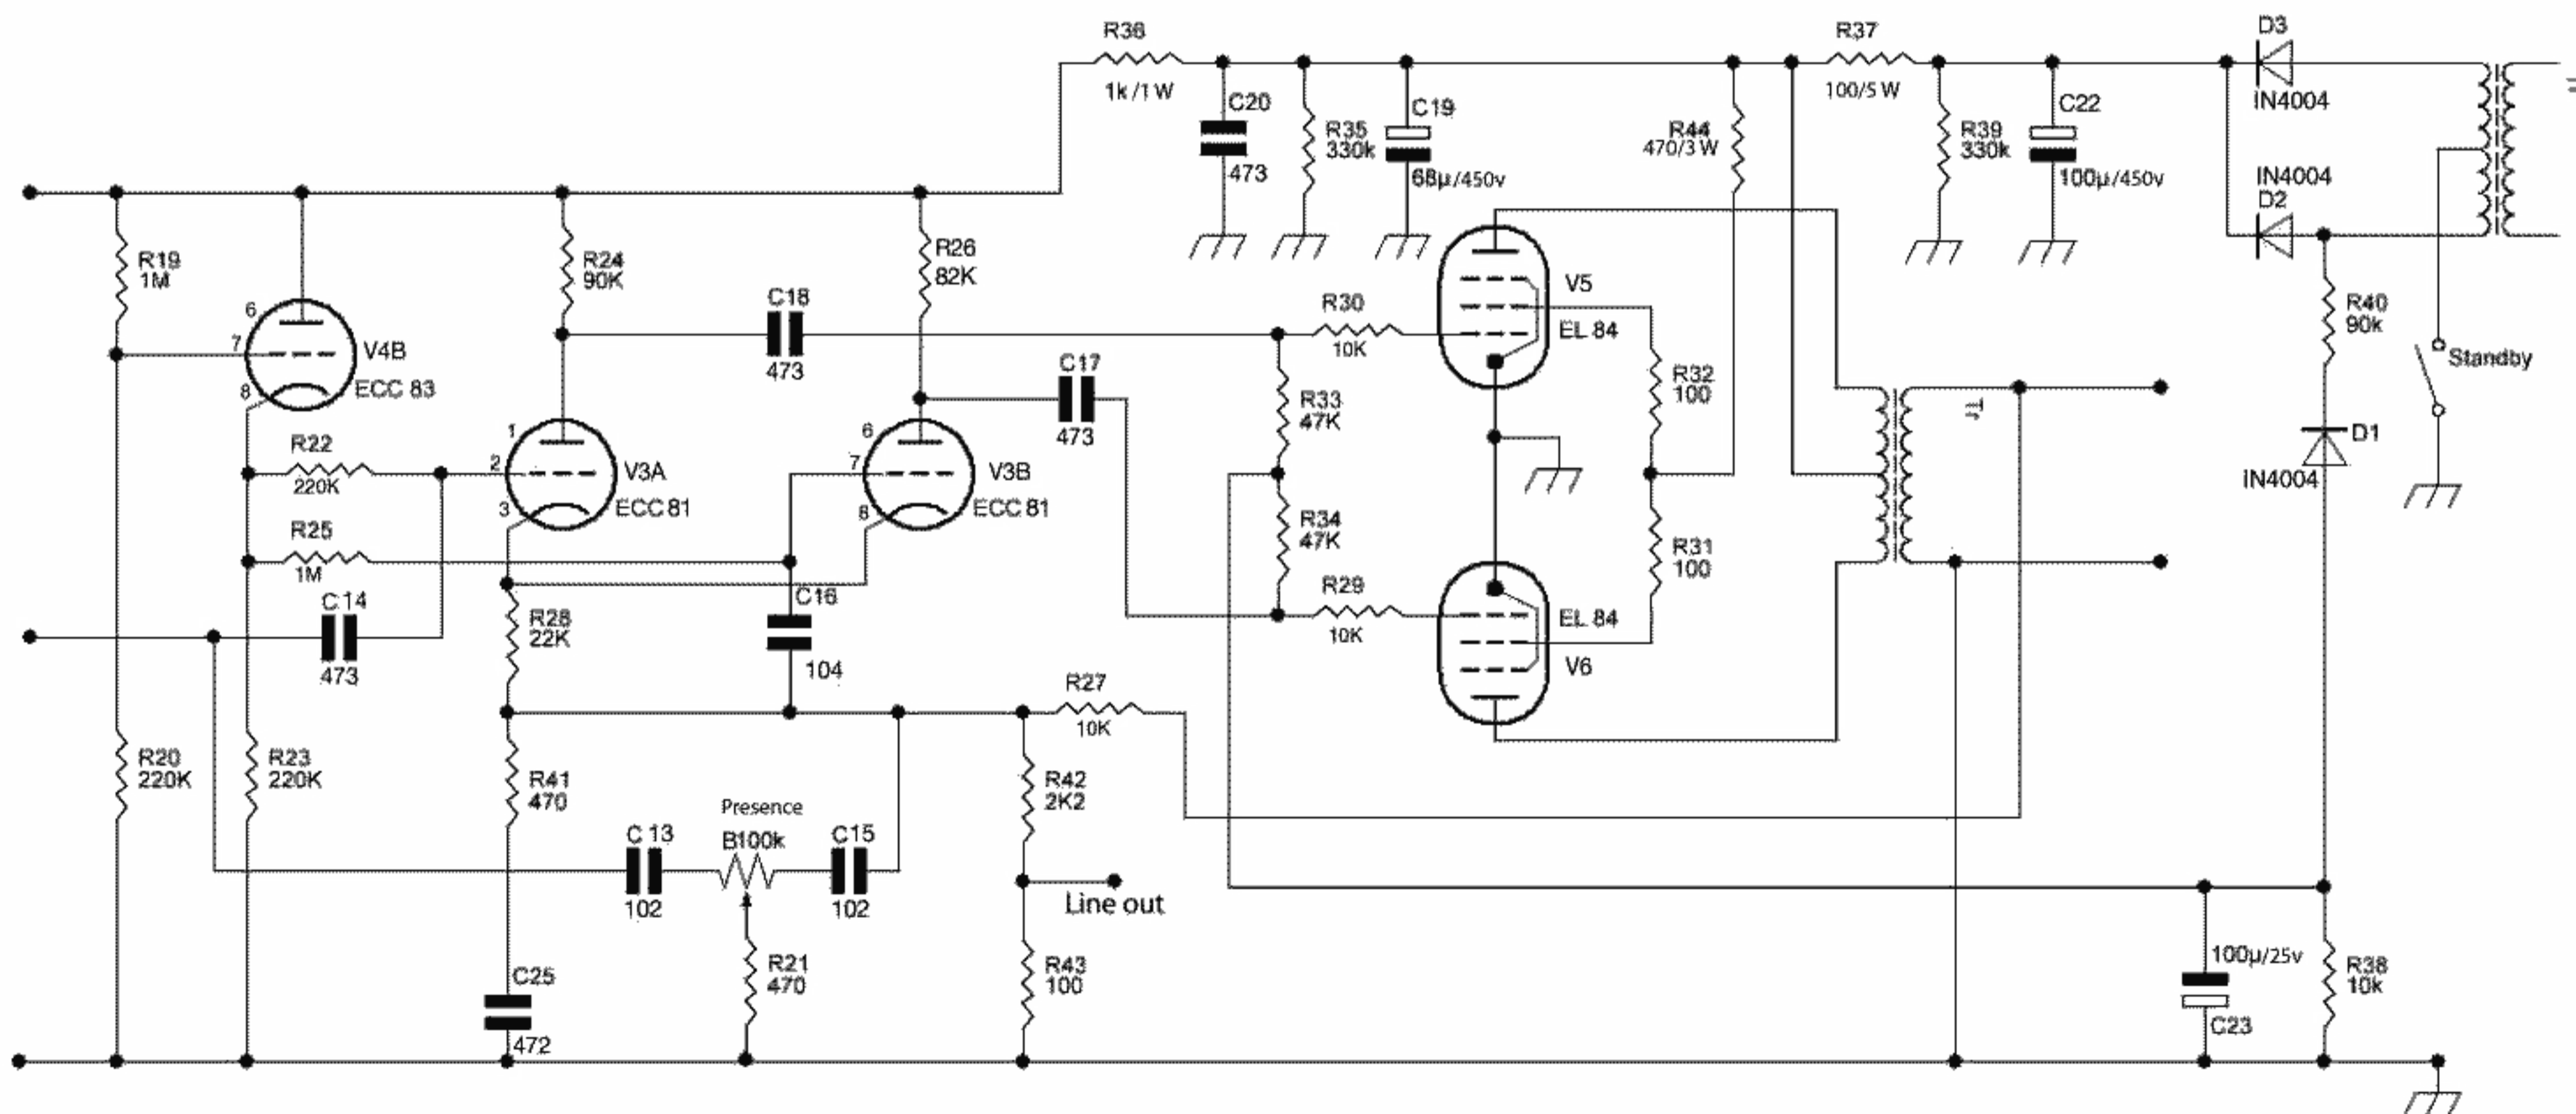 R36
1k/1W
C20
473
R35
330k
C19
68µ/450v
R44
470/3W
R37
100/5W
R39
330k
C22
100µ/450v
D3
IN4004
IN4004
D2
R19
1M
6
7
8
V4B
ECC 83
R24
90K
C18
473
R26
82K
C17
473
R30
10K
V5
EL 84
R32
100
R40
90k
Standby
R22
220K
1
2
3
V3A
ECC 81
6
7
8
V3B
ECC 81
R33
47K
Tr
D1
IN4004
R25
1M
R34
47K
R31
100
C 14
473
R28
22K
C16
104
R29
10K
EL 84
V6
R27
10K
R20
220K
R23
220K
R41
470
Presence
B100k
C 13
102
C15
102
R42
2K2
Line out
C25
472
R21
470
R43
100
100µ/25v
C23
R38
10k